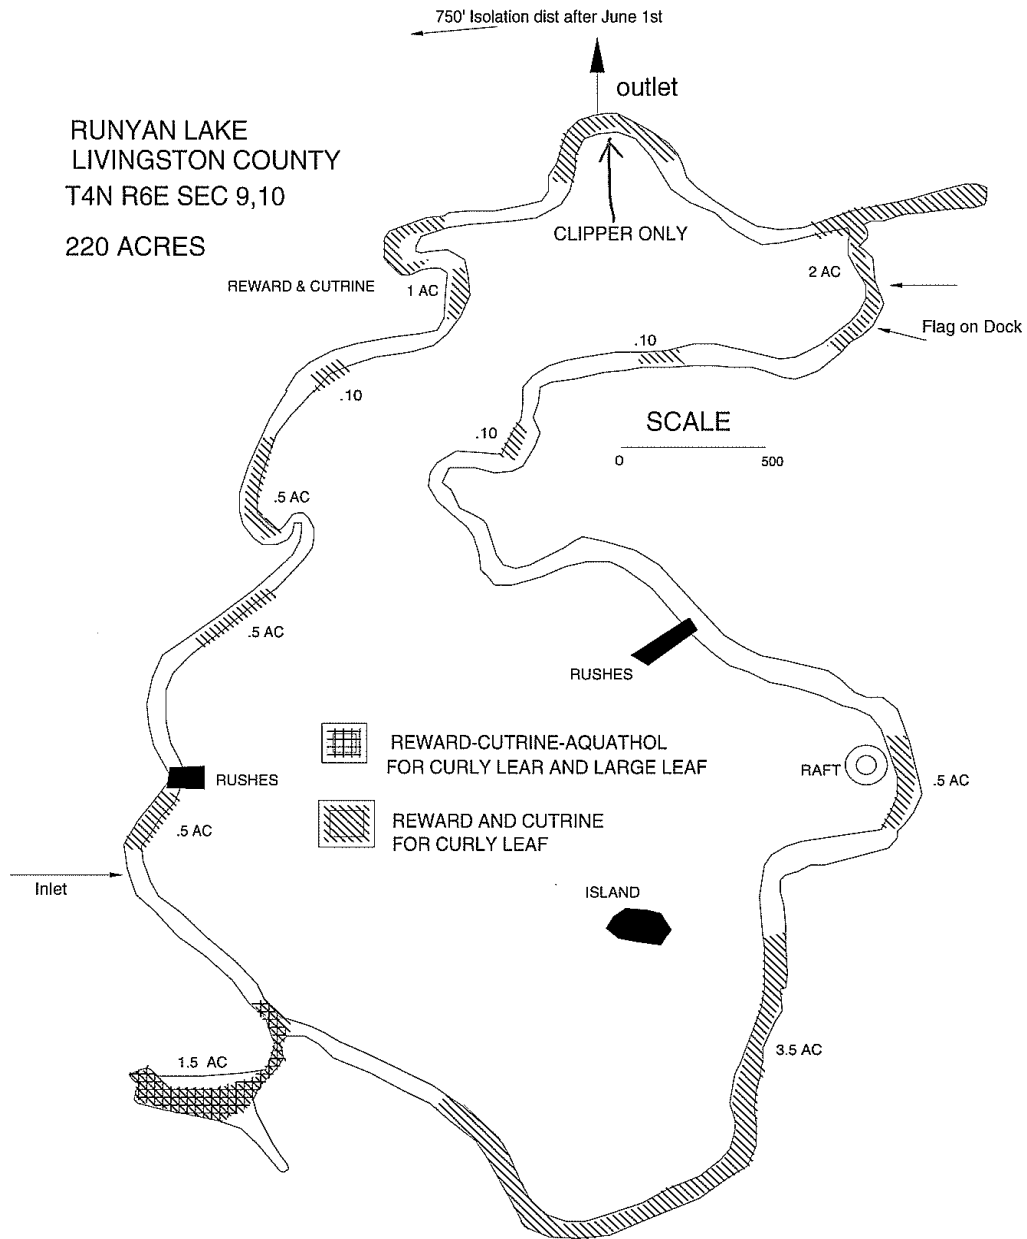 750' Isolation dist after June 1st
outlet
RUNYAN LAKE
LIVINGSTON COUNTY
T4N R6E SEC 9,10
220 ACRES
CLIPPER ONLY
REWARD & CUTRINE
1 AC
2 AC
Flag on Dock
.10
.10
.10
SCALE
0 500
.5 AC
.5 AC
RUSHES
REWARD-CUTRINE-AQUATHOL
FOR CURLY LEAR AND LARGE LEAF
RAFT
.5 AC
RUSHES
.5 AC
REWARD AND CUTRINE
FOR CURLY LEAF
Inlet
ISLAND
3.5 AC
1.5 AC